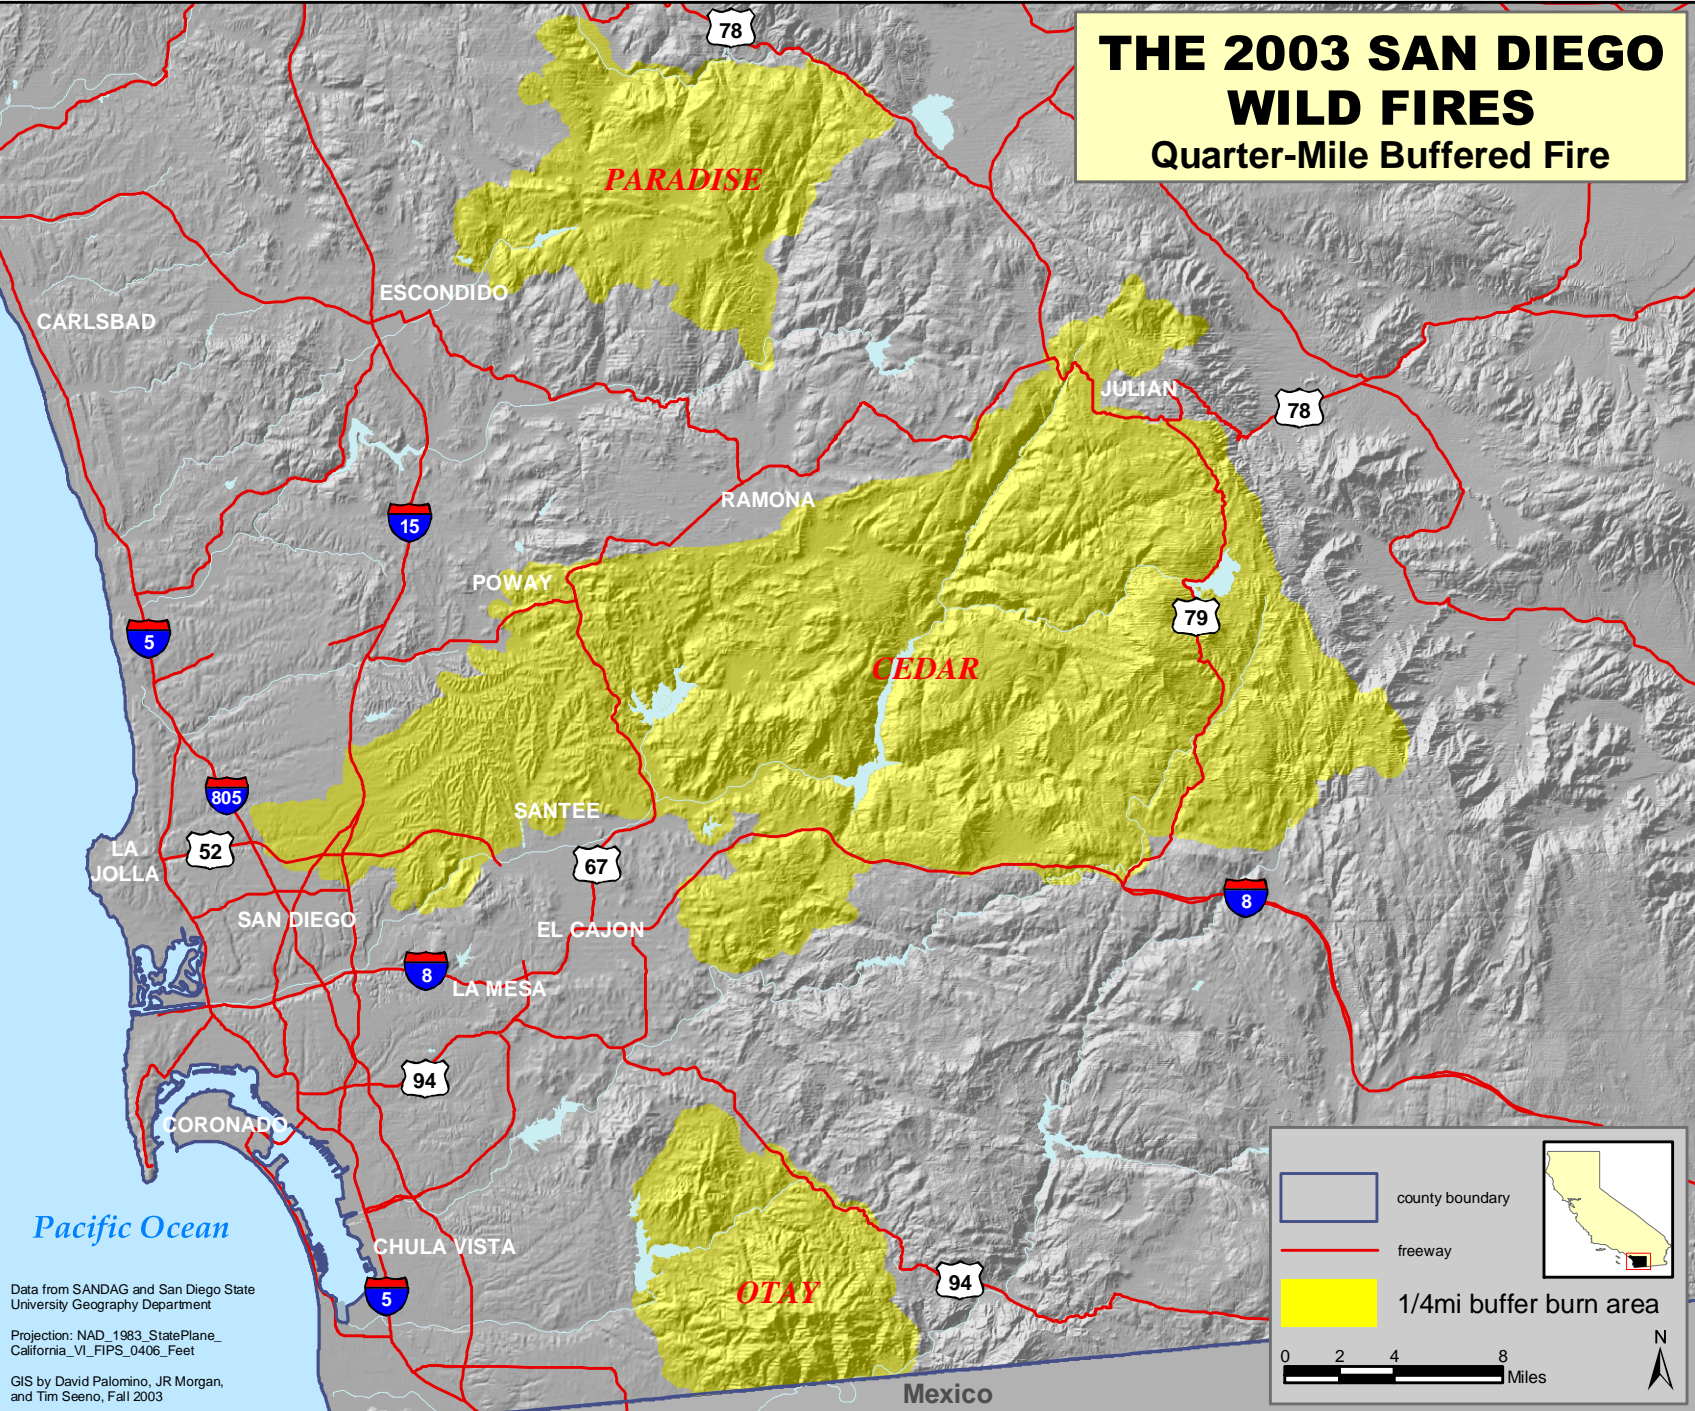 THE 2003 SAN DIEGO
WILD FIRES
Quarter-Mile Buffered Fire
78
PARADISE
ESCONDIDO
CARLSBAD
JULIAN
78
RAMONA
15
POWAY
79
5
CEDAR
805
SANTEE
52
LA
JOLLA
67
8
SAN DIEGO
EL CAJON
8
LA MESA
94
CORONADO
Pacific Ocean
CHULA VISTA
94
OTAY
5
Mexico
Data from SANDAG and San Diego State
University Geography Department
Projection: NAD_1983_StatePlane_
California_VI_FIPS_0406_Feet
GIS by David Palomino, JR Morgan,
and Tim Seeno, Fall 2003
county boundary
freeway
1/4mi buffer burn area
N
0 2 4 8
Miles